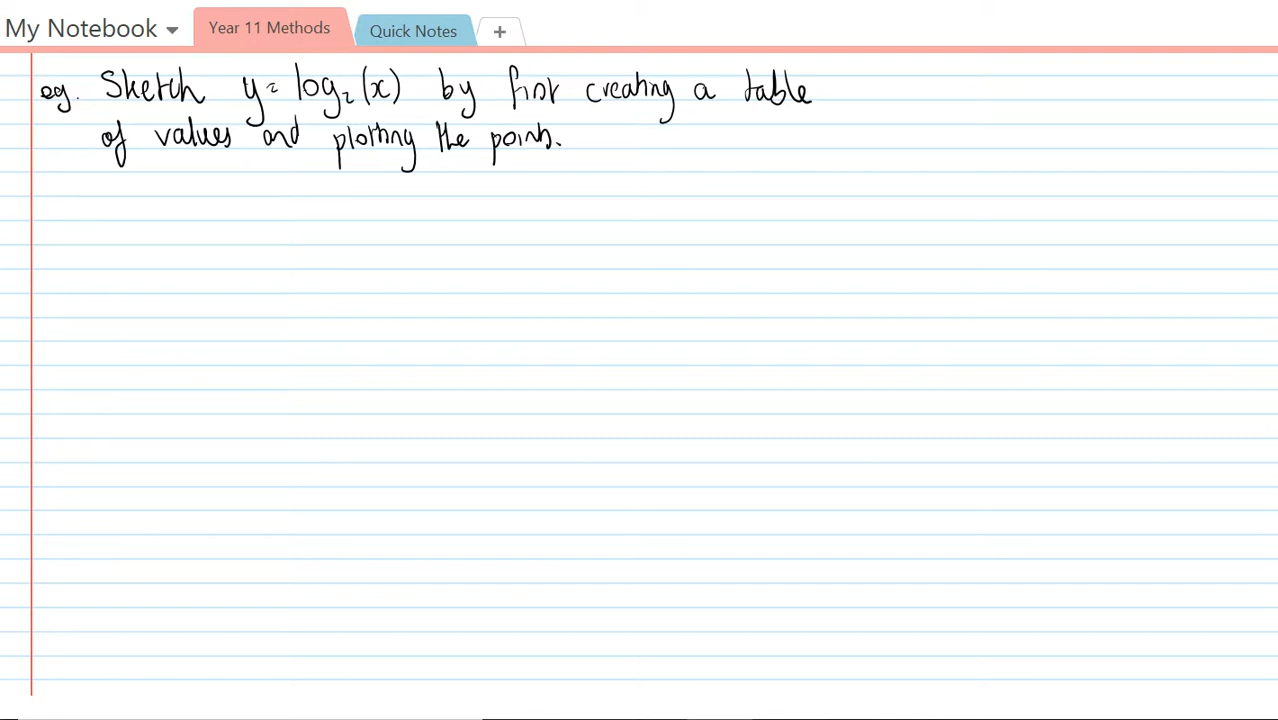 My Notebook Year 11 Methods Quick Notes +
eg. Sketch y = log₂(x) by first creating a table
of values and plotting the points.